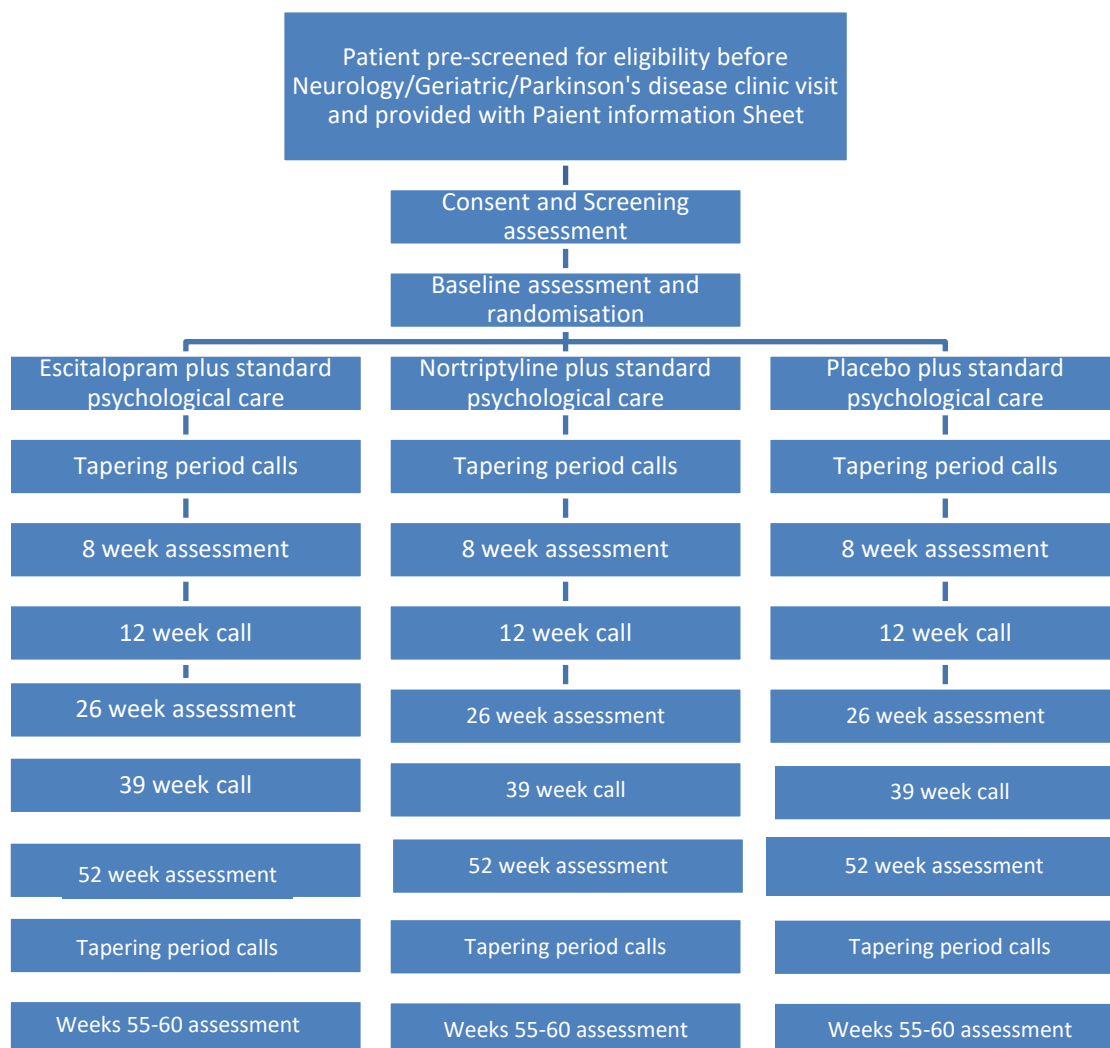 Patient pre-screened for eligibility before
Neurology/Geriatric/Parkinson's disease clinic visit
and provided with Paient information Sheet
Consent and Screening
assessment
Baseline assessment and
randomisation
Escitalopram plus standard
psychological care
Nortriptyline plus standard
psychological care
Placebo plus standard
psychological care
Tapering period calls
Tapering period calls
Tapering period calls
8 week assessment
8 week assessment
8 week assessment
12 week call
12 week call
12 week call
26 week assessment
26 week assessment
26 week assessment
39 week call
39 week call
39 week call
52 week assessment
52 week assessment
52 week assessment
Tapering period calls
Tapering period calls
Tapering period calls
Weeks 55-60 assessment
Weeks 55-60 assessment
Weeks 55-60 assessment